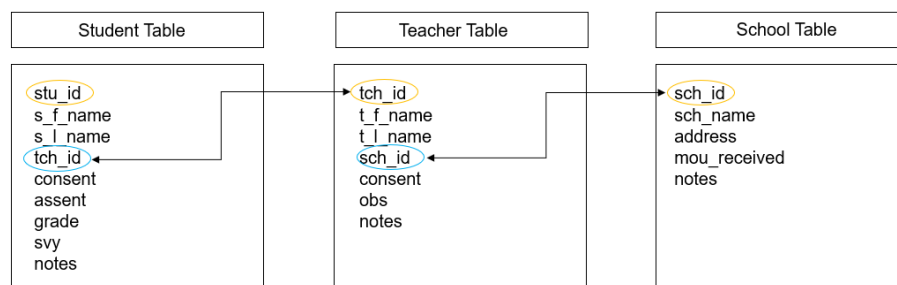 Student Table
stu_id
s_f_name
s_l_name
tch_id
consent
assent
grade
svy
notes
Teacher Table
tch_id
t_f_name
t_l_name
sch_id
consent
obs
notes
School Table
sch_id
sch_name
address
mou_received
notes